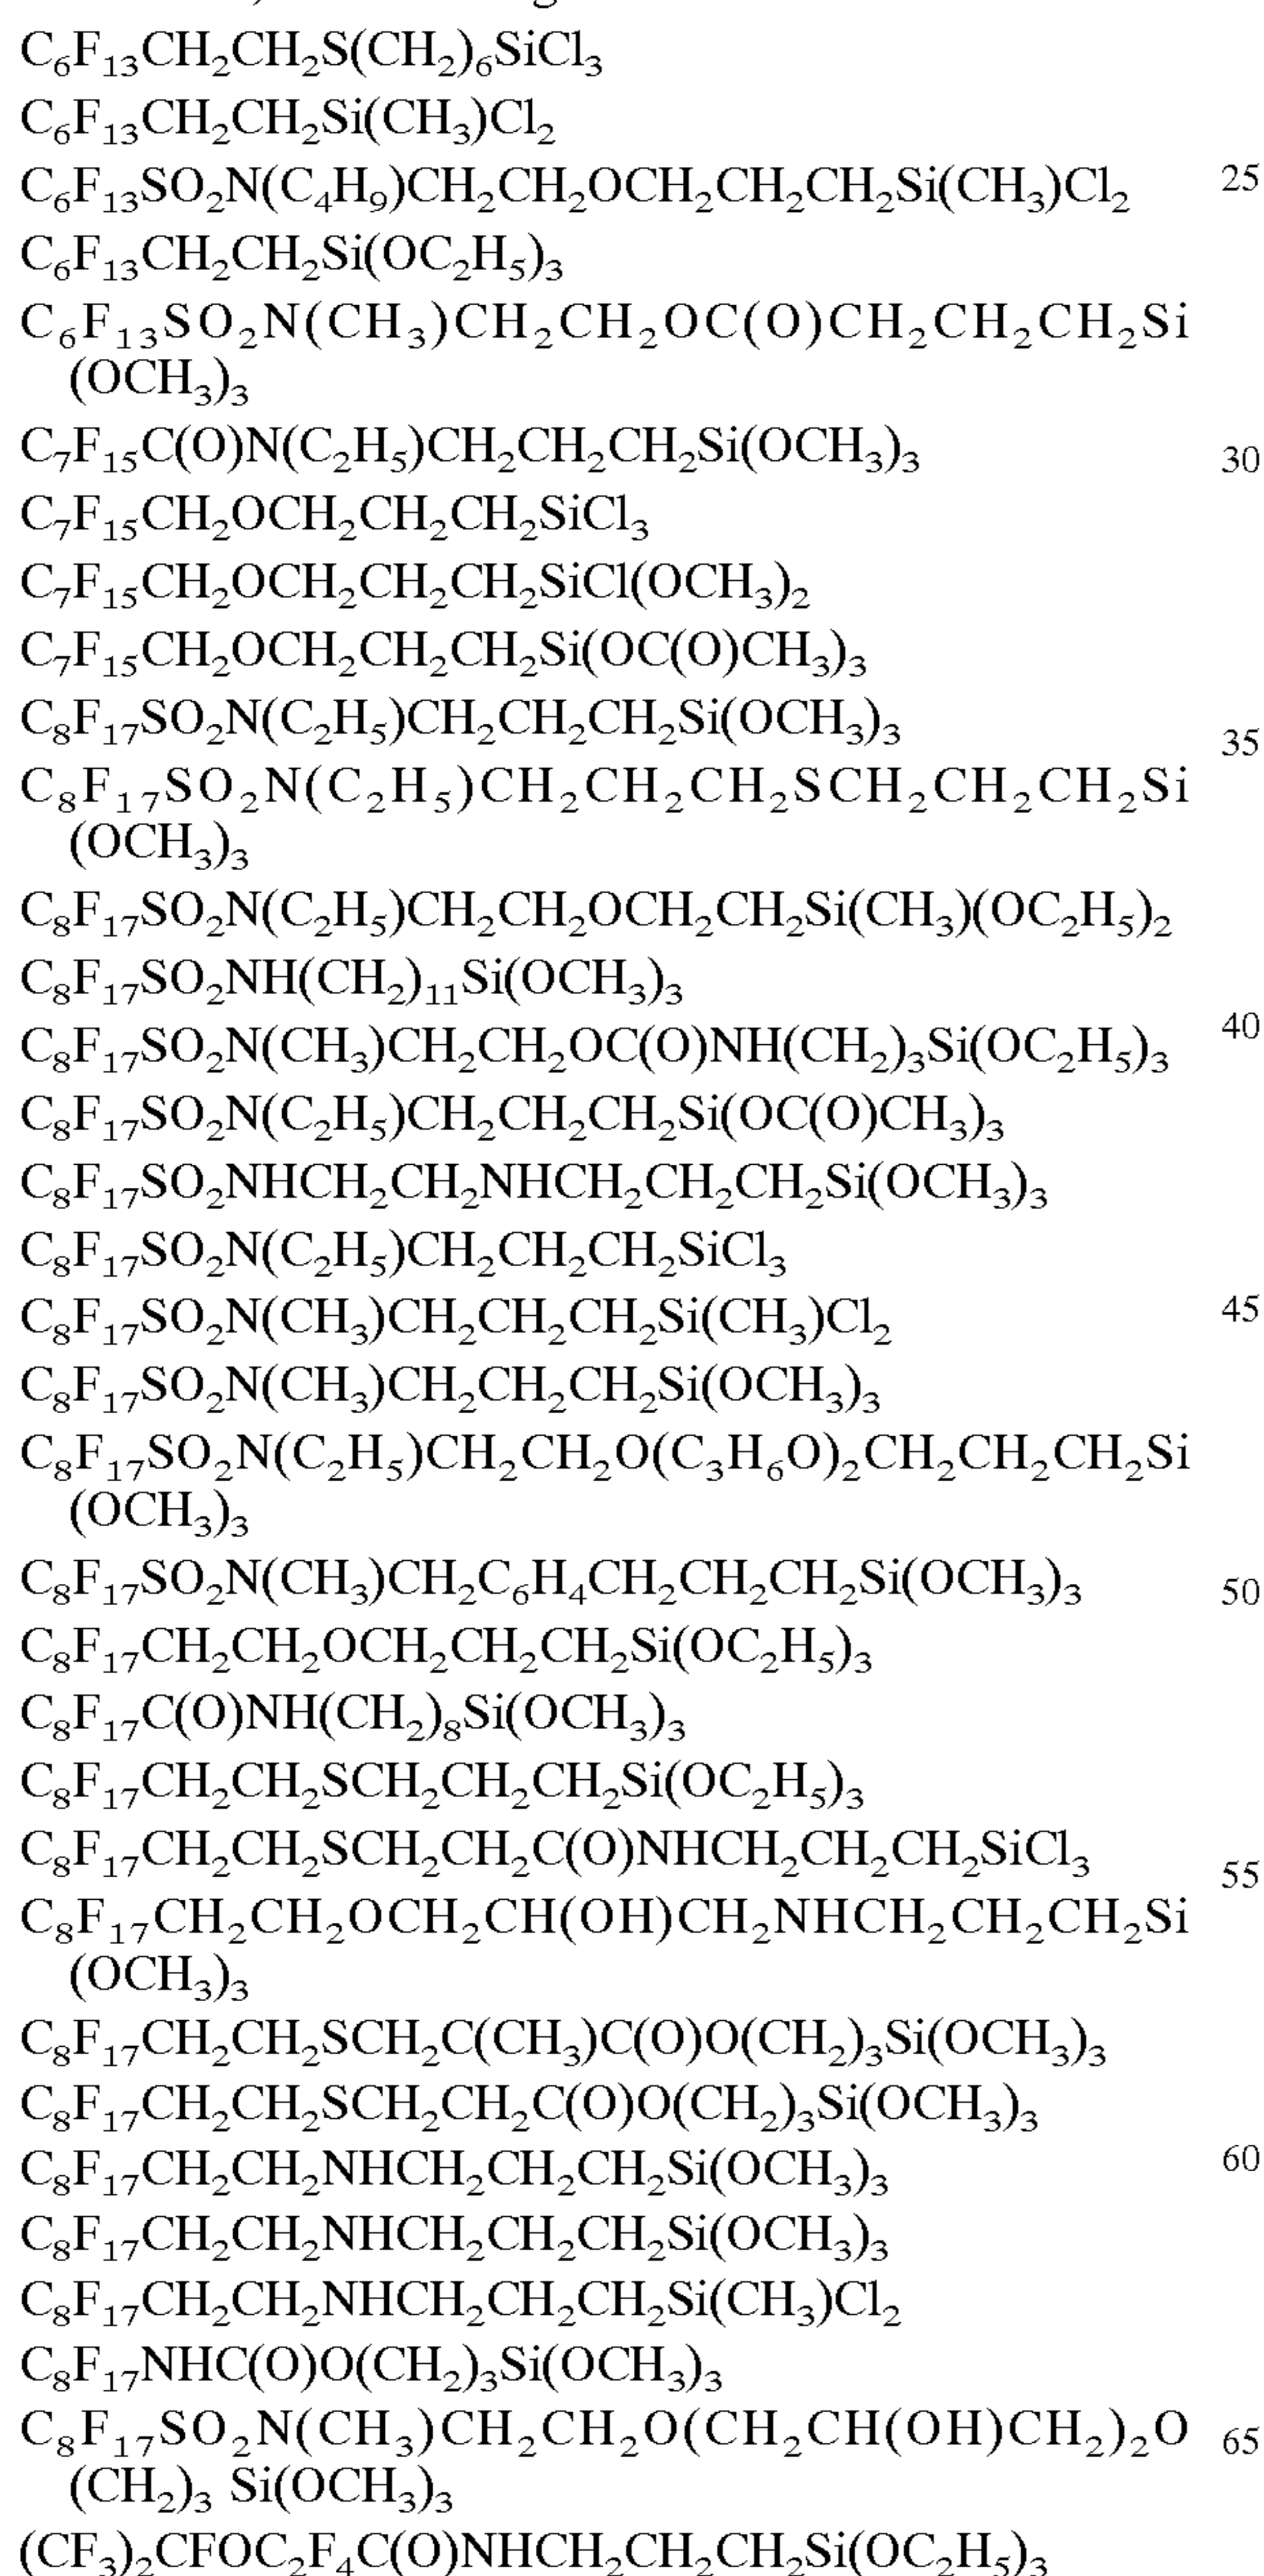 C₆F₁₃CH₂CH₂S(CH₂)₆SiCl₃
C₆F₁₃CH₂CH₂Si(CH₃)Cl₂
C₆F₁₃SO₂N(C₄H₉)CH₂CH₂OCH₂CH₂CH₂Si(CH₃)Cl₂ 25
C₆F₁₃CH₂CH₂Si(OC₂H₅)₃
C₆F₁₃SO₂N(CH₃)CH₂CH₂OC(O)CH₂CH₂CH₂Si
(OCH₃)₃
C₇F₁₅C(O)N(C₂H₅)CH₂CH₂CH₂Si(OCH₃)₃ 30
C₇F₁₅CH₂OCH₂CH₂CH₂SiCl₃
C₇F₁₅CH₂OCH₂CH₂CH₂SiCl(OCH₃)₂
C₇F₁₅CH₂OCH₂CH₂CH₂Si(OC(O)CH₃)₃
C₈F₁₇SO₂N(C₂H₅)CH₂CH₂CH₂Si(OCH₃)₃ 35
C₈F₁₇SO₂N(C₂H₅)CH₂CH₂CH₂SCH₂CH₂CH₂Si
(OCH₃)₃
C₈F₁₇SO₂N(C₂H₅)CH₂CH₂OCH₂CH₂Si(CH₃)(OC₂H₅)₂
C₈F₁₇SO₂NH(CH₂)₁₁Si(OCH₃)₃
C₈F₁₇SO₂N(CH₃)CH₂CH₂OC(O)NH(CH₂)₃Si(OC₂H₅)₃ 40
C₈F₁₇SO₂N(C₂H₅)CH₂CH₂CH₂Si(OC(O)CH₃)₃
C₈F₁₇SO₂NHCH₂CH₂NHCH₂CH₂CH₂Si(OCH₃)₃
C₈F₁₇SO₂N(C₂H₅)CH₂CH₂CH₂SiCl₃
C₈F₁₇SO₂N(CH₃)CH₂CH₂CH₂Si(CH₃)Cl₂ 45
C₈F₁₇SO₂N(CH₃)CH₂CH₂CH₂Si(OCH₃)₃
C₈F₁₇SO₂N(C₂H₅)CH₂CH₂O(C₃H₆O)₂CH₂CH₂CH₂Si
(OCH₃)₃
C₈F₁₇SO₂N(CH₃)CH₂C₆H₄CH₂CH₂CH₂Si(OCH₃)₃ 50
C₈F₁₇CH₂CH₂OCH₂CH₂CH₂Si(OC₂H₅)₃
C₈F₁₇C(O)NH(CH₂)₈Si(OCH₃)₃
C₈F₁₇CH₂CH₂SCH₂CH₂CH₂Si(OC₂H₅)₃
C₈F₁₇CH₂CH₂SCH₂CH₂C(O)NHCH₂CH₂CH₂SiCl₃ 55
C₈F₁₇CH₂CH₂OCH₂CH(OH)CH₂NHCH₂CH₂CH₂Si
(OCH₃)₃
C₈F₁₇CH₂CH₂SCH₂C(CH₃)C(O)O(CH₂)₃Si(OCH₃)₃
C₈F₁₇CH₂CH₂SCH₂CH₂C(O)O(CH₂)₃Si(OCH₃)₃
C₈F₁₇CH₂CH₂NHCH₂CH₂CH₂Si(OCH₃)₃ 60
C₈F₁₇CH₂CH₂NHCH₂CH₂CH₂Si(OCH₃)₃
C₈F₁₇CH₂CH₂NHCH₂CH₂CH₂Si(CH₃)Cl₂
C₈F₁₇NHC(O)O(CH₂)₃Si(OCH₃)₃
C₈F₁₇SO₂N(CH₃)CH₂CH₂O(CH₂CH(OH)CH₂)₂O 65
(CH₂)₃ Si(OCH₃)₃
(CF₃)₂CFOC₂F₄C(O)NHCH₂CH₂CH₂Si(OC₂H₅)₃